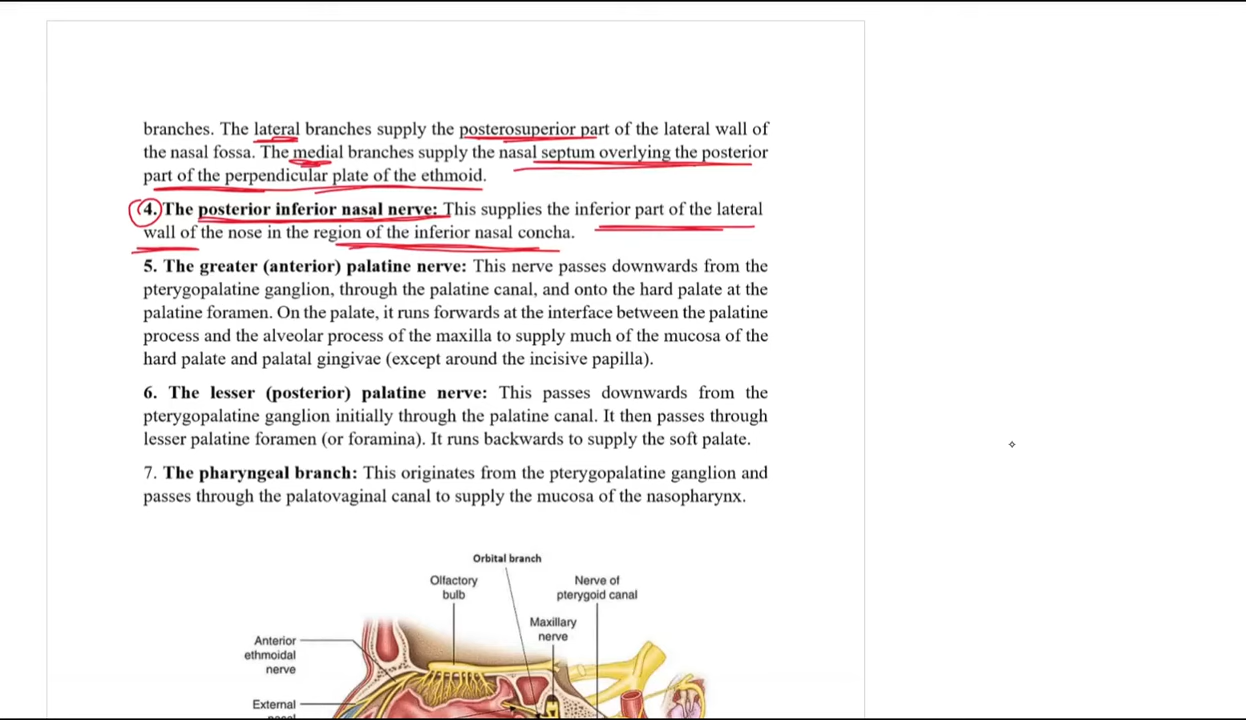 branches. The lateral branches supply the posterosuperior part of the lateral wall of
the nasal fossa. The medial branches supply the nasal septum overlying the posterior
part of the perpendicular plate of the ethmoid.
4. The posterior inferior nasal nerve: This supplies the inferior part of the lateral
wall of the nose in the region of the inferior nasal concha.
5. The greater (anterior) palatine nerve: This nerve passes downwards from the
pterygopalatine ganglion, through the palatine canal, and onto the hard palate at the
palatine foramen. On the palate, it runs forwards at the interface between the palatine
process and the alveolar process of the maxilla to supply much of the mucosa of the
hard palate and palatal gingivae (except around the incisive papilla).
6. The lesser (posterior) palatine nerve: This passes downwards from the
pterygopalatine ganglion initially through the palatine canal. It then passes through
lesser palatine foramen (or foramina). It runs backwards to supply the soft palate.
7. The pharyngeal branch: This originates from the pterygopalatine ganglion and
passes through the palatovaginal canal to supply the mucosa of the nasopharynx.
Orbital branch
Olfactory
bulb
Nerve of
pterygoid canal
Maxillary
nerve
Anterior
ethmoidal
nerve
External